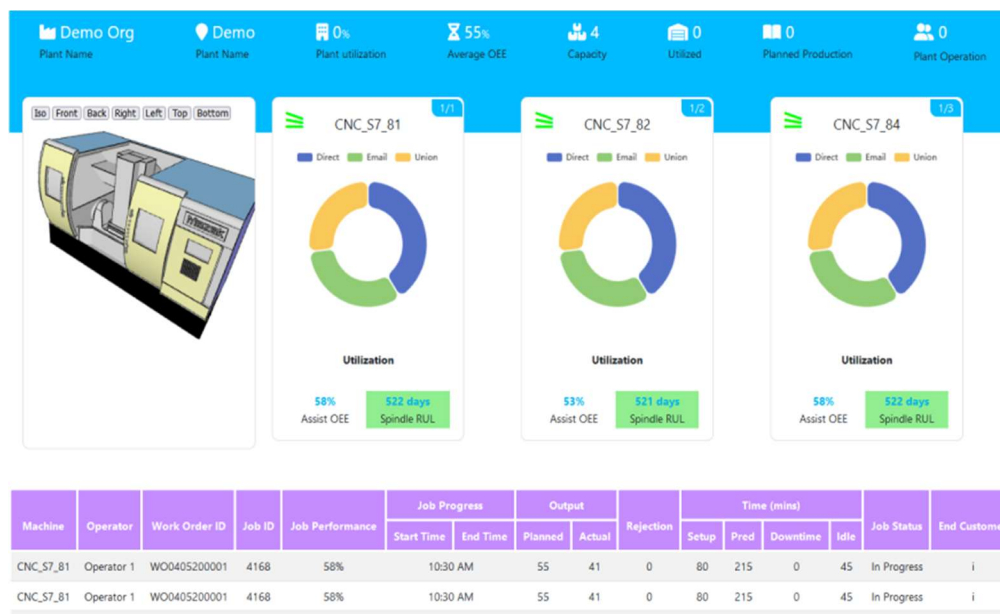 Demo Org
Plant Name
Demo
Plant Name
0%
Plant utilization
55%
Average OEE
4
Capacity
0
Utilized
0
Planned Production
0
Plant Operation
Iso Front Back Right Left Top Bottom
1/1
CNC_S7_81
Direct Email Union
Utilization
58%
Assist OEE
522 days
Spindle RUL
1/2
CNC_S7_82
Direct Email Union
Utilization
53%
Assist OEE
521 days
Spindle RUL
1/3
CNC_S7_84
Direct Email Union
Utilization
58%
Assist OEE
522 days
Spindle RUL
Machine Operator Work Order ID Job ID Job Performance Job Progress Output Rejection Time (mins) Job Status End Custome
Start Time End Time Planned Actual Setup Pred Downtime Idle
CNC_S7_81 Operator 1 WO0405200001 4168 58% 10:30 AM 55 41 0 80 215 0 45 In Progress i
CNC_S7_81 Operator 1 WO0405200001 4168 58% 10:30 AM 55 41 0 80 215 0 45 In Progress i